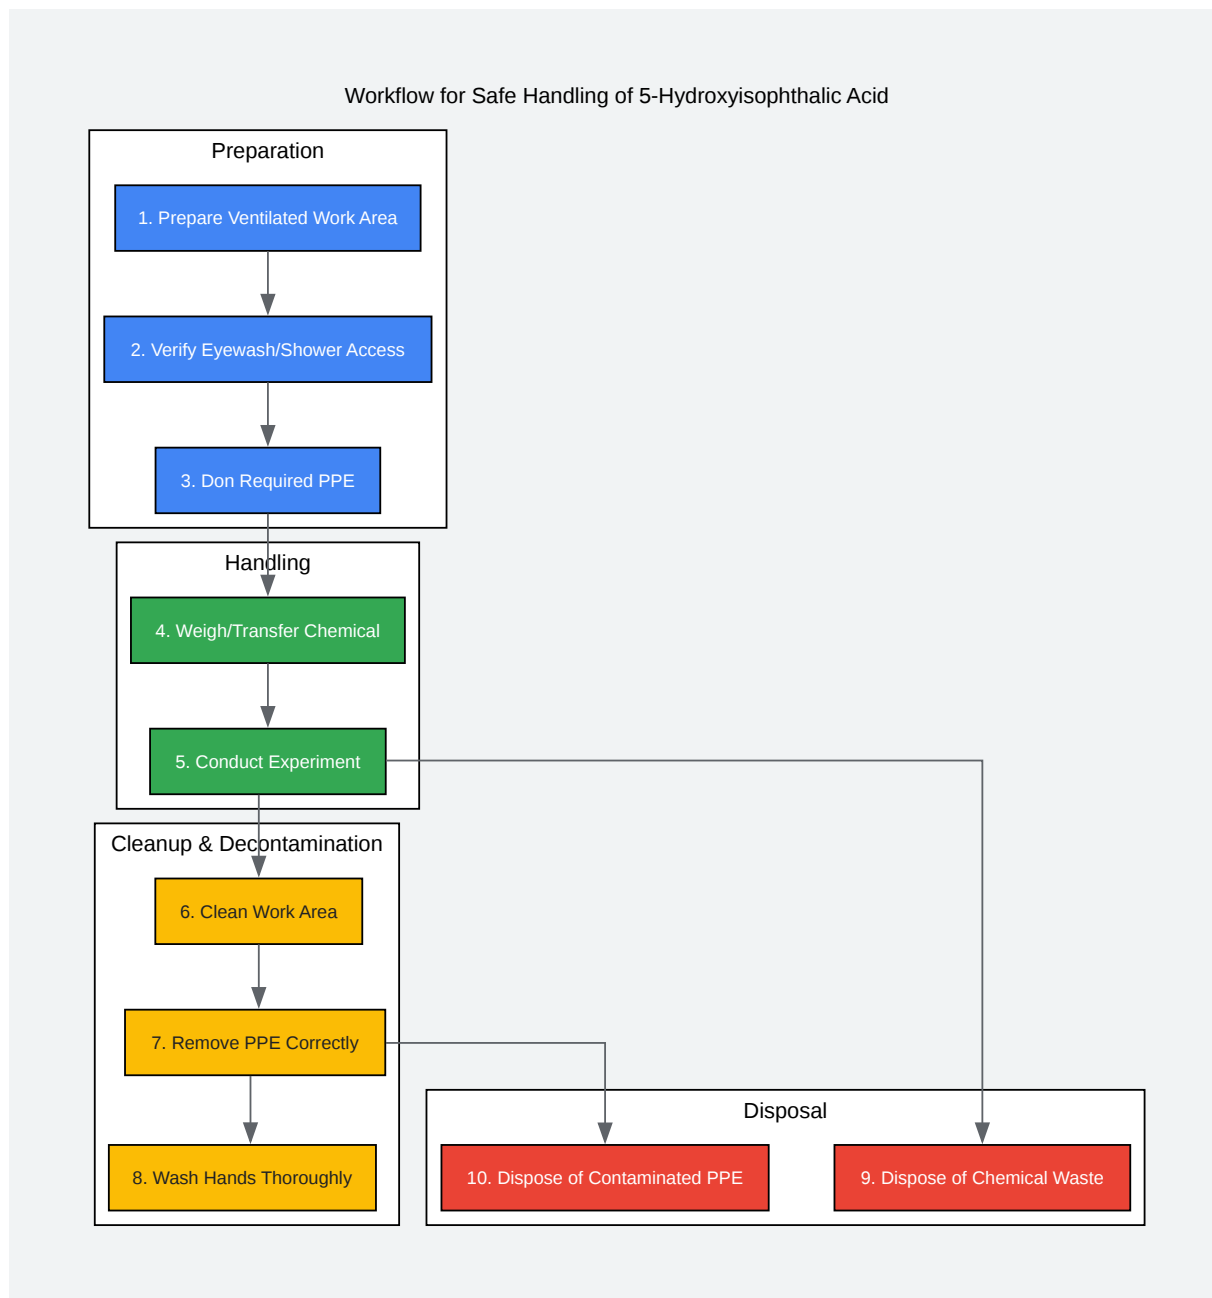 Workflow for Safe Handling of 5-Hydroxyisophthalic Acid
Preparation
1. Prepare Ventilated Work Area
2. Verify Eyewash/Shower Access
3. Don Required PPE
Handling
4. Weigh/Transfer Chemical
5. Conduct Experiment
Cleanup & Decontamination
6. Clean Work Area
7. Remove PPE Correctly
8. Wash Hands Thoroughly
Disposal
10. Dispose of Contaminated PPE
9. Dispose of Chemical Waste